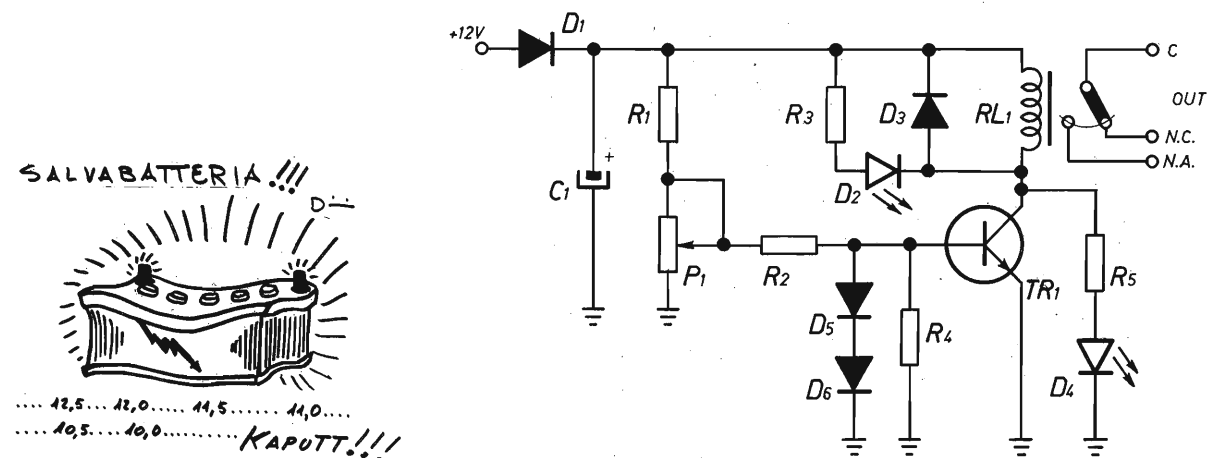 SALVABATTERIA !!!
D
.... 12,5 ... 12,0 ..... 11,5 ...... 11,0 ....
.... 10,5 .... 10,0 ......... KAPUTT!!!
+12V
D1
C1
R1
P1
R2
R3
D2
D3
RL1
C
OUT
N.C.
N.A.
D5
D6
R4
TR1
R5
D4
+